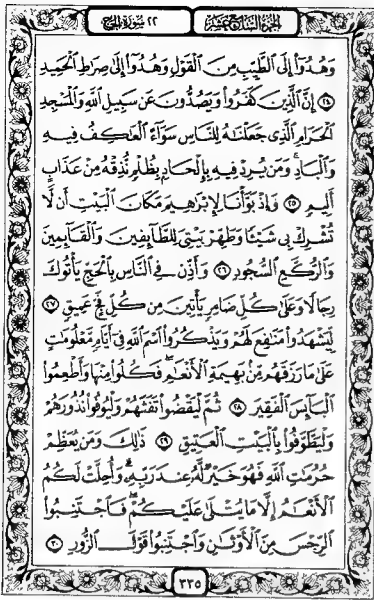 الجزء السابع عشر
٢٢ سورة الحج
وَهُدُوٓا۟ إِلَى ٱلطَّيِّبِ مِنَ ٱلْقَوْلِ وَهُدُوٓا۟ إِلَىٰ صِرَٰطِ ٱلْحَمِيدِ
٢٤ إِنَّ ٱلَّذِينَ كَفَرُوا۟ وَيَصُدُّونَ عَن سَبِيلِ ٱللَّهِ وَٱلْمَسْجِدِ
ٱلْحَرَامِ ٱلَّذِى جَعَلْنَٰهُ لِلنَّاسِ سَوَآءً ٱلْعَٰكِفُ فِيهِ
وَٱلْبَادِ ۚ وَمَن يُرِدْ فِيهِ بِإِلْحَادٍۭ بِظُلْمٍ نُّذِقْهُ مِنْ عَذَابٍ
أَلِيمٍ ٢٥ وَإِذْ بَوَّأْنَا لِإِبْرَٰهِيمَ مَكَانَ ٱلْبَيْتِ أَن لَّا
تُشْرِكْ بِى شَيْـًٔا وَطَهِّرْ بَيْتِىَ لِلطَّآئِفِينَ وَٱلْقَآئِمِينَ
وَٱلرُّكَّعِ ٱلسُّجُودِ ٢٦ وَأَذِّن فِى ٱلنَّاسِ بِٱلْحَجِّ يَأْتُوكَ
رِجَالًا وَعَلَىٰ كُلِّ ضَامِرٍ يَأْتِينَ مِن كُلِّ فَجٍّ عَمِيقٍ ٢٧
لِّيَشْهَدُوا۟ مَنَٰفِعَ لَهُمْ وَيَذْكُرُوا۟ ٱسْمَ ٱللَّهِ فِىٓ أَيَّامٍ مَّعْلُومَٰتٍ
عَلَىٰ مَا رَزَقَهُم مِّنۢ بَهِيمَةِ ٱلْأَنْعَٰمِ ۖ فَكُلُوا۟ مِنْهَا وَأَطْعِمُوا۟
ٱلْبَآئِسَ ٱلْفَقِيرَ ٢٨ ثُمَّ لْيَقْضُوا۟ تَفَثَهُمْ وَلْيُوفُوا۟ نُذُورَهُمْ
وَلْيَطَّوَّفُوا۟ بِٱلْبَيْتِ ٱلْعَتِيقِ ٢٩ ذَٰلِكَ وَمَن يُعَظِّمْ
حُرُمَٰتِ ٱللَّهِ فَهُوَ خَيْرٌ لَّهُۥ عِندَ رَبِّهِۦ ۗ وَأُحِلَّتْ لَكُمُ
ٱلْأَنْعَٰمُ إِلَّا مَا يُتْلَىٰ عَلَيْكُمْ ۖ فَٱجْتَنِبُوا۟
ٱلرِّجْسَ مِنَ ٱلْأَوْثَٰنِ وَٱجْتَنِبُوا۟ قَوْلَ ٱلزُّورِ ٣٠
٣٣٥